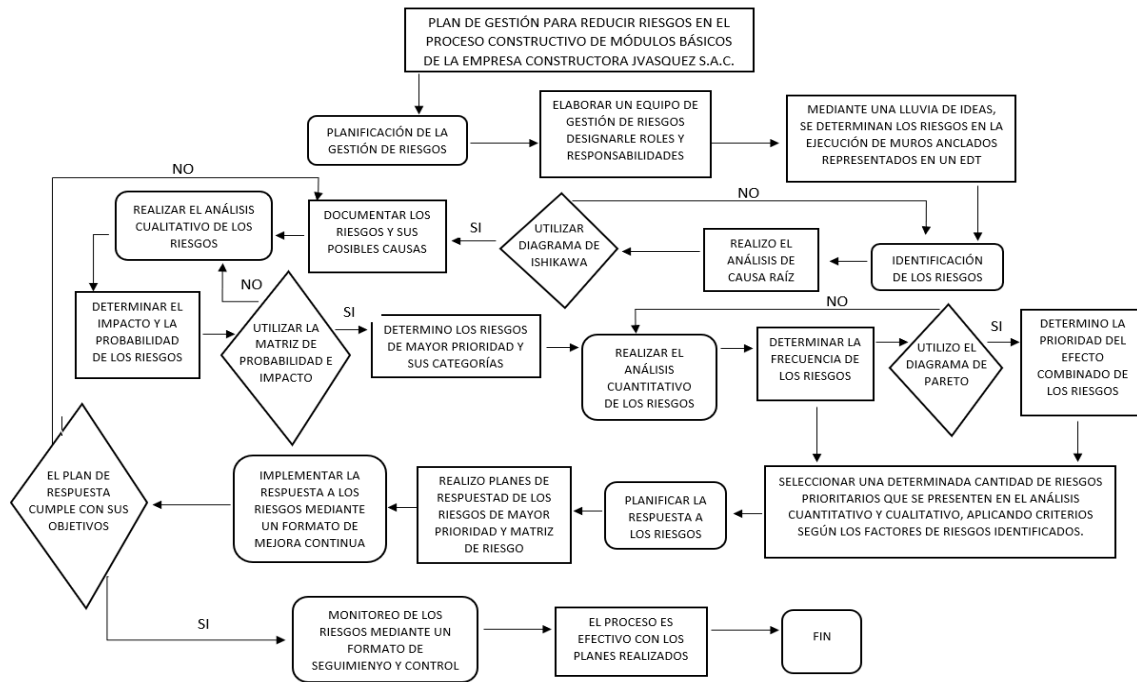 PLAN DE GESTIÓN PARA REDUCIR RIESGOS EN EL
PROCESO CONSTRUCTIVO DE MÓDULOS BÁSICOS
DE LA EMPRESA CONSTRUCTORA JVASQUEZ S.A.C.
PLANIFICACIÓN DE LA
GESTIÓN DE RIESGOS
ELABORAR UN EQUIPO DE
GESTIÓN DE RIESGOS
DESIGNARLE ROLES Y
RESPONSABILIDADES
MEDIANTE UNA LLUVIA DE IDEAS,
SE DETERMINAN LOS RIESGOS EN LA
EJECUCIÓN DE MUROS ANCLADOS
REPRESENTADOS EN UN EDT
IDENTIFICACIÓN
DE LOS RIESGOS
REALIZO EL
ANÁLISIS DE
CAUSA RAÍZ
UTILIZAR
DIAGRAMA DE
ISHIKAWA
NO
SI
DOCUMENTAR LOS
RIESGOS Y SUS
POSIBLES CAUSAS
NO
REALIZAR EL ANÁLISIS
CUALITATIVO DE LOS
RIESGOS
DETERMINAR EL
IMPACTO Y LA
PROBABILIDAD
DE LOS RIESGOS
NO
UTILIZAR LA
MATRIZ DE
PROBABILIDAD E
IMPACTO
SI
DETERMINO LOS RIESGOS
DE MAYOR PRIORIDAD Y
SUS CATEGORÍAS
REALIZAR EL
ANÁLISIS
CUANTITATIVO
DE LOS RIESGOS
DETERMINAR LA
FRECUENCIA DE
LOS RIESGOS
NO
UTILIZO EL
DIAGRAMA DE
PARETO
SI
DETERMINO LA
PRIORIDAD DEL
EFECTO
COMBINADO DE
LOS RIESGOS
SELECCIONAR UNA DETERMINADA CANTIDAD DE RIESGOS
PRIORITARIOS QUE SE PRESENTEN EN EL ANÁLISIS
CUANTITATIVO Y CUALITATIVO, APLICANDO CRITERIOS
SEGÚN LOS FACTORES DE RIESGOS IDENTIFICADOS.
PLANIFICAR LA
RESPUESTA A
LOS RIESGOS
REALIZO PLANES DE
RESPUESTAD DE LOS
RIESGOS DE MAYOR
PRIORIDAD Y MATRIZ
DE RIESGO
IMPLEMENTAR LA
RESPUESTA A LOS
RIESGOS MEDIANTE
UN FORMATO DE
MEJORA CONTINUA
EL PLAN DE
RESPUESTA
CUMPLE CON SUS
OBJETIVOS
SI
MONITOREO DE LOS
RIESGOS MEDIANTE UN
FORMATO DE
SEGUIMIENYO Y CONTROL
EL PROCESO ES
EFECTIVO CON LOS
PLANES REALIZADOS
FIN